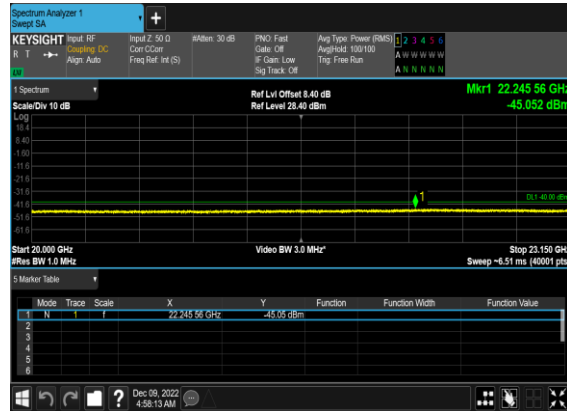 Spectrum Analyzer 1
Swept SA
+
KEYSIGHT Input: RF Input Z: 50 Ω #Atten: 30 dB PNO: Fast Avg Type: Power (RMS) 1 2 3 4 5 6
R T Coupling: DC Corr CCorr Gate: Off Avg|Hold: 100/100 A W W W W W
Align: Auto Freq Ref: Int (S) IF Gain: Low Trig: Free Run
Sig Track: Off A N N N N N
1 Spectrum Ref Lvl Offset 8.40 dB Mkr1 22.245 56 GHz
Scale/Div 10 dB Ref Level 28.40 dBm -45.052 dBm
Log
18.4
8.40
-1.60
-11.6
-21.6
-31.6
1
DL1 -40.00 dBm
-41.6
-51.6
-61.6
Start 20.000 GHz Video BW 3.0 MHz* Stop 23.150 GHz
#Res BW 1.0 MHz Sweep ~6.51 ms (40001 pts)
5 Marker Table
Mode Trace Scale X Y Function Function Width Function Value
1 N 1 f 22.245 56 GHz -45.05 dBm
2
3
4
5
6
? Dec 09, 2022
4:58:13 AM